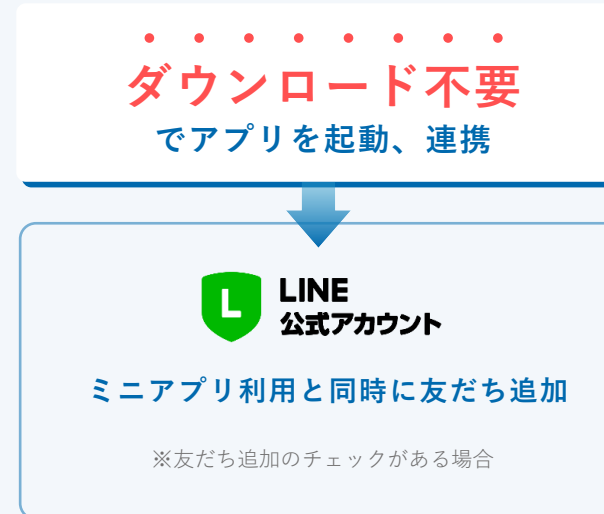 ダウンロード不要
でアプリを起動、連携
L
LINE
公式アカウント
ミニアプリ利用と同時に友だち追加
※友だち追加のチェックがある場合